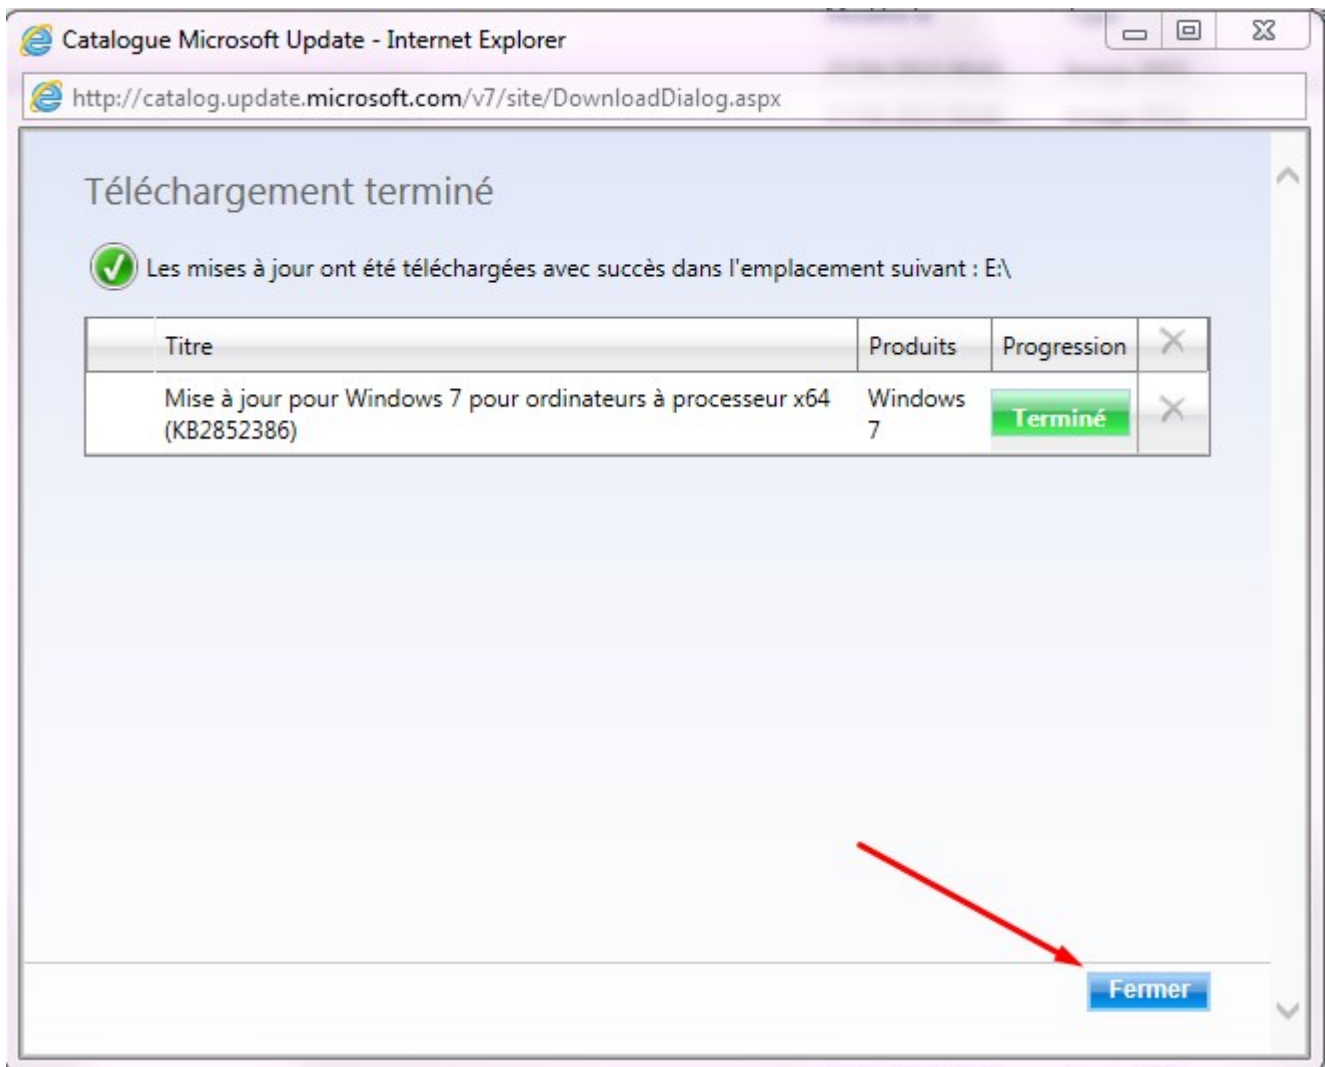 Catalogue Microsoft Update - Internet Explorer
http://catalog.update.microsoft.com/v7/site/DownloadDialog.aspx
Téléchargement terminé
Les mises à jour ont été téléchargées avec succès dans l'emplacement suivant : E:\
Titre Produits Progression
Mise à jour pour Windows 7 pour ordinateurs à processeur x64 Windows
(KB2852386) 7
Terminé
Fermer